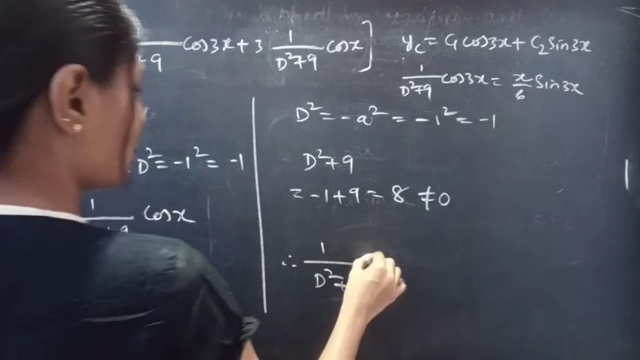 +9 cos3x + 3 1/(D²+9) cosx]
y_c = C₁cos3x + C₂sin3x
1/(D²+9) cos3x = x/6 sin3x
D² = -1² = -1
1
cosx
D² = -a² = -1² = -1
D²+9
= -1+9 = 8 ≠0
∴ 1/(D²+